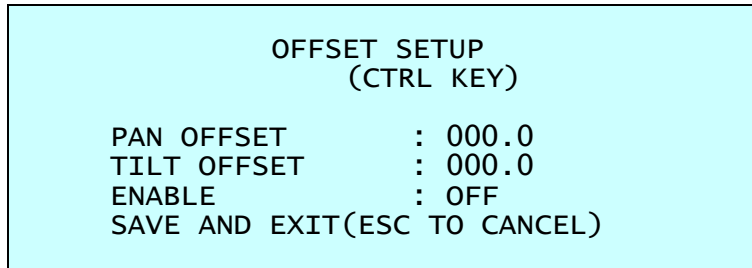 OFFSET SETUP
(CTRL KEY)
PAN OFFSET : 000.0
TILT OFFSET : 000.0
ENABLE : OFF
SAVE AND EXIT(ESC TO CANCEL)